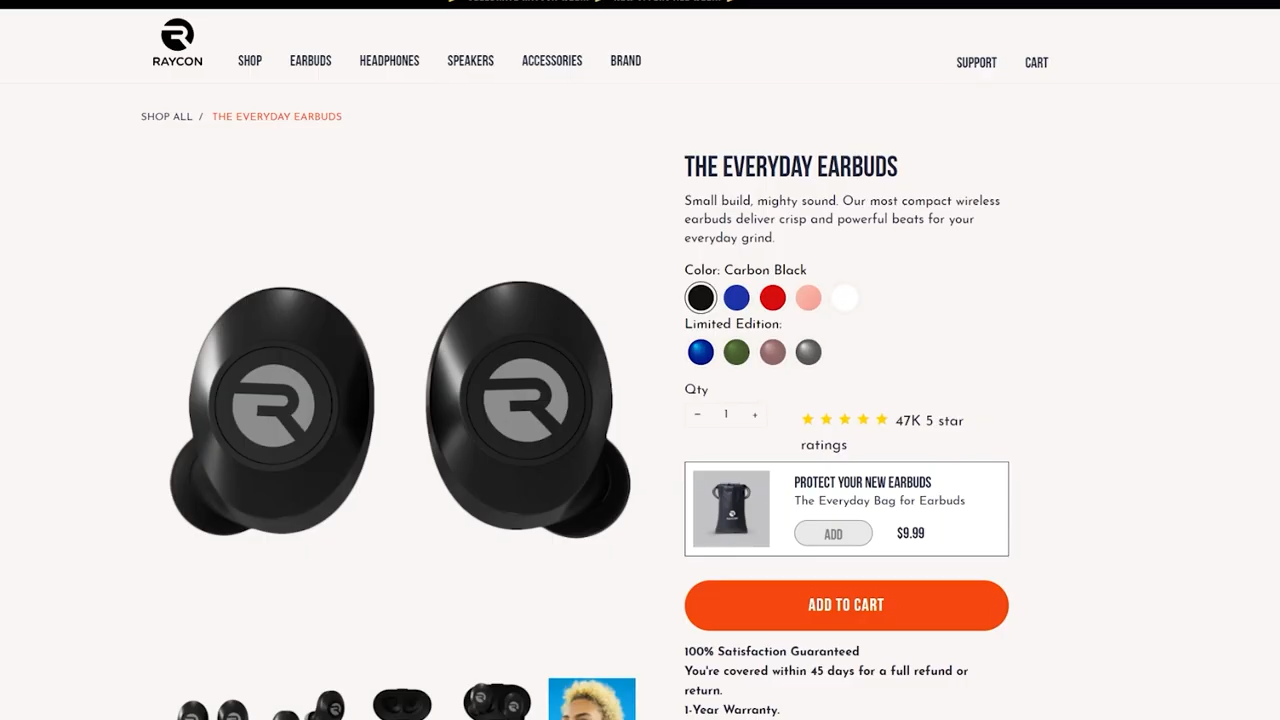 RAYCON
SHOP
EARBUDS
HEADPHONES
SPEAKERS
ACCESSORIES
BRAND
SUPPORT
CART
SHOP ALL / THE EVERYDAY EARBUDS
THE EVERYDAY EARBUDS
Small build, mighty sound. Our most compact wireless
earbuds deliver crisp and powerful beats for your
everyday grind.
Color: Carbon Black
Limited Edition:
Qty
− 1 +
47K 5 star
ratings
PROTECT YOUR NEW EARBUDS
The Everyday Bag for Earbuds
RAYCON
ADD
$9.99
ADD TO CART
100% Satisfaction Guaranteed
You're covered within 45 days for a full refund or
return.
1-Year Warranty.